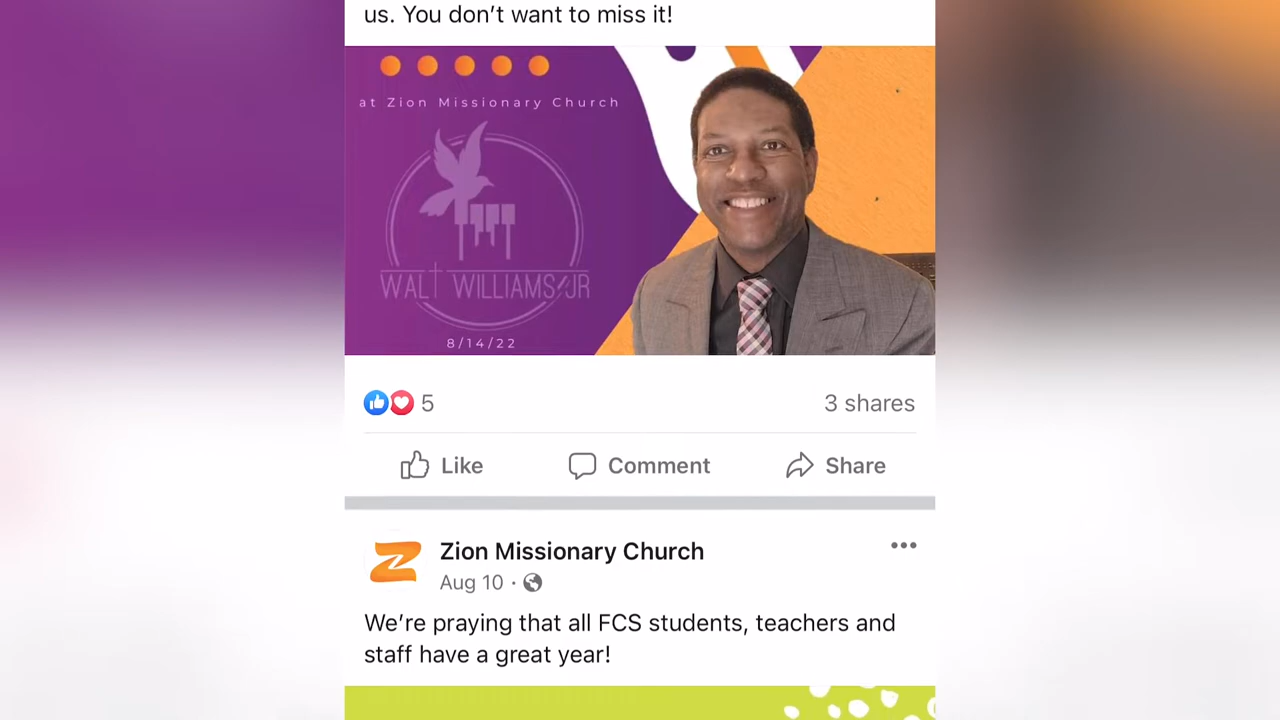 us. You don’t want to miss it!
at Zion Missionary Church
WALT WILLIAMS/JR
8/14/22
5
3 shares
Like
Comment
Share
Zion Missionary Church
Aug 10 ·
We’re praying that all FCS students, teachers and
staff have a great year!